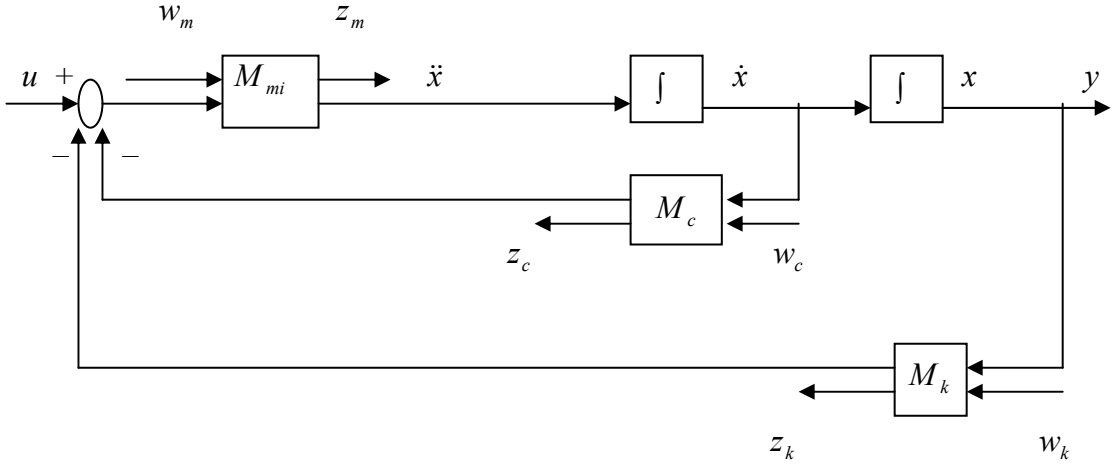 w_m z_m
u + M_mi ẍ ∫ ẋ ∫ x y
− −
M_c
z_c w_c
M_k
z_k w_k